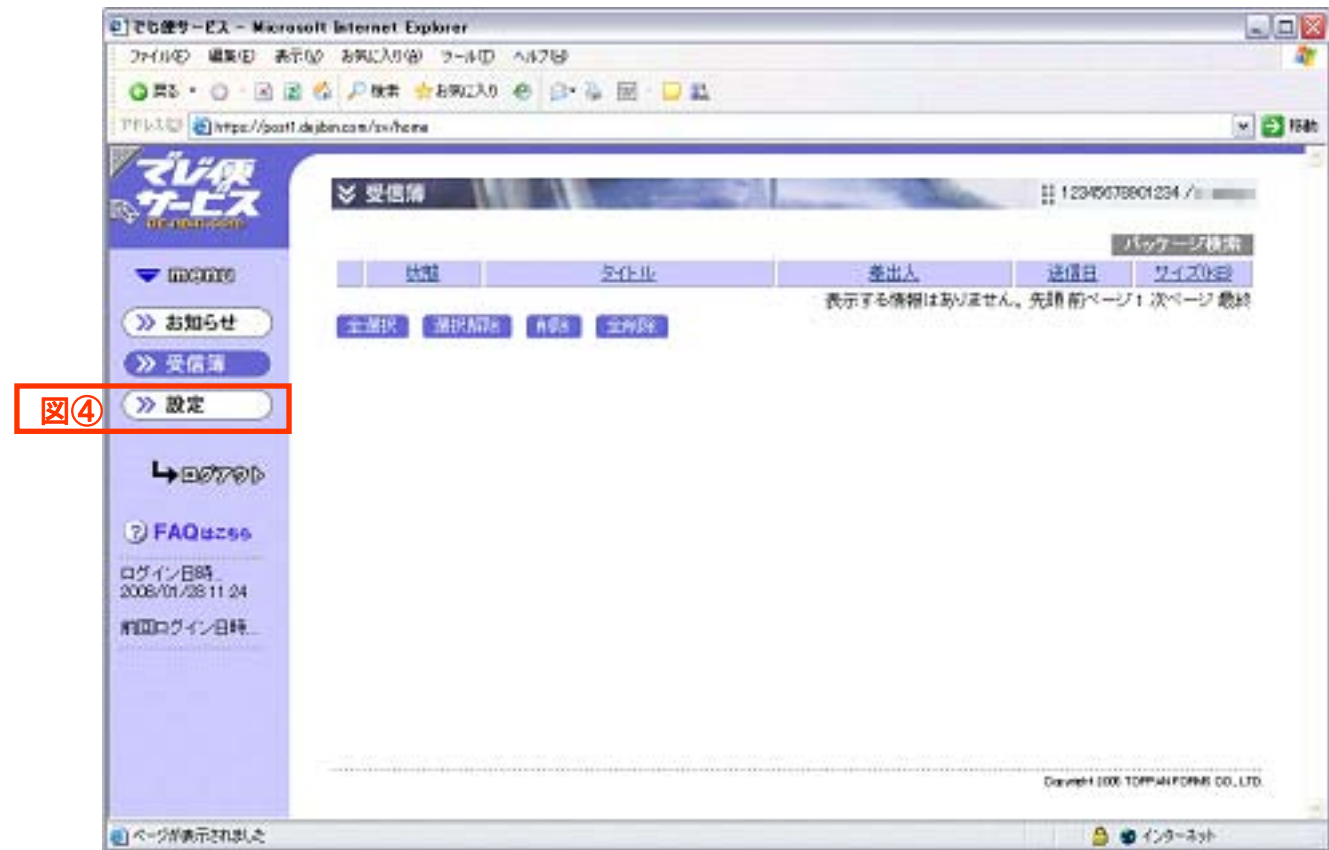 でじ便サービス - Microsoft Internet Explorer
ファイル(F) 編集(E) 表示(V) お気に入り(A) ツール(T) ヘルプ(H)
戻る 検索 お気に入り
アドレス(D) https://post1.dejibin.com/sv/home 移動
でじ便
サービス
受信簿
12345678901234 /
パッケージ検索
menu
状態 タイトル 差出人 送信日 サイズ(KB)
表示する情報はありません。先頭 前ページ 1 次ページ 最終
全選択 選択解除 削除 全削除
お知らせ
受信簿
図④
設定
ログアウト
? FAQはこちら
ログイン日時...
2008/01/28 11:24
前回ログイン日時...
TOPPAN FORMS CO., LTD.
ページが表示されました
インターネット